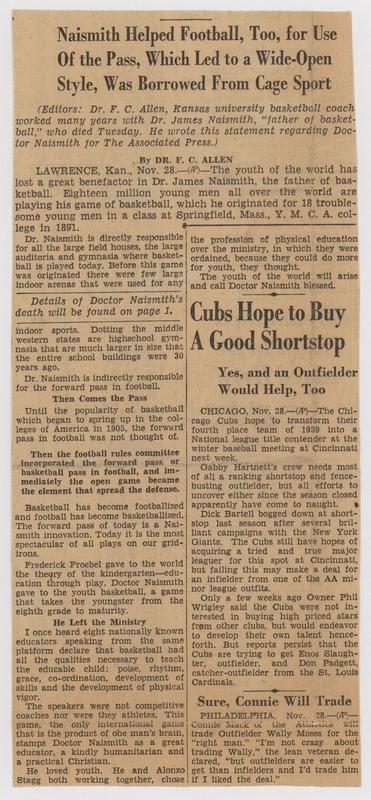 Naismith Helped Football, Too, for Use
Of the Pass, Which Led to a Wide-Open
Style, Was Borrowed From Cage Sport
(Editors: Dr. F. C. Allen, Kansas university basketball coach
worked many years with Dr. James Naismith, "father of basket-
ball," who died Tuesday. He wrote this statement regarding Doc-
tor Naismith for The Associated Press.)
By DR. F. C. ALLEN
LAWRENCE, Kan., Nov. 28.—(AP)—The youth of the world has
lost a great benefactor in Dr. James Naismith, the father of bas-
ketball. Eighteen million young men all over the world are
playing his game of basketball, which he originated for 18 trouble-
some young men in a class at Springfield, Mass., Y. M. C. A. col-
lege in 1891.
Dr. Naismith is directly responsible
for all the large field houses, the large
auditoria and gymnasia where basket-
ball is played today. Before this game
was originated there were few large
indoor arenas that were used for any
Details of Doctor Naismith's
death will be found on page 1.
indoor sports. Dotting the middle
western states are highschool gym-
nasia that are much larger in size that
the entire school buildings were 30
years ago.
Dr. Naismith is indirectly responsible
for the forward pass in football.
Then Comes the Pass
Until the popularity of basketball
which began to spring up in the col-
leges of America in 1905, the forward
pass in football was not thought of.
Then the football rules committee
incorporated the forward pass or
basketball pass in football, and im-
mediately the open game became
the element that spread the defense.
Basketball has become footballized
and football has become basketballized.
The forward pass of today is a Nai-
smith innovation. Today it is the most
spectacular of all plays on our grid-
irons.
Frederick Froebel gave to the world
the theory of the kindergarten—edu-
cation through play. Doctor Naismith
gave to the youth basketball, a game
that takes the youngster from the
eighth grade to maturity.
He Left the Ministry
I once heard eight nationally known
educators speaking from the same
platform declare that basketball had
all the qualities necessary to teach
the educable child: poise, rhythm,
grace, co-ordination, development of
skills and the development of physical
vigor.
The speakers were not competitive
coaches nor were they athletes. This
game, the only international game
that is the product of one man's brain,
stamps Doctor Naismith as a great
educator, a kindly humanitarian and
a practical Christian.
He loved youth. He and Alonzo
Stagg both working together, chose
the profession of physical education
over the ministry, in which they were
ordained, because they could do more
for youth, they thought.
The youth of the world will arise
and call Doctor Naismith blessed.
Cubs Hope to Buy
A Good Shortstop
Yes, and an Outfielder
Would Help, Too
CHICAGO, Nov. 28.—(AP)—The Chi-
cago Cubs hope to transform their
fourth place team of 1939 into a
National league title contender at the
winter baseball meeting at Cincinnati
next week.
Gabby Hartnett's crew needs most
of all a ranking shortstop and fence-
busting outfielder, but all efforts to
uncover either since the season closed
apparently have come to naught.
Dick Bartell bogged down at short-
stop last season after several bril-
liant campaigns with the New York
Giants. The Cubs still have hopes of
acquiring a tried and true major
leaguer for this spot at Cincinnati,
but failing this may make a deal for
an infielder from one of the AA mi-
nor league outfits.
Only a few weeks ago Owner Phil
Wrigley said the Cubs were not in-
terested in buying high priced stars
from other clubs, but would endeavor
to develop their own talent hence-
forth. But reports persist that the
Cubs are trying to get Enos Slaugh-
ter, outfielder, and Don Padgett,
catcher-outfielder from the St. Louis
Cardinals.
Sure, Connie Will Trade
PHILADELPHIA, Nov. 28.—(AP)—
Connie Mack of the Athletics will
trade Outfielder Wally Moses for the
"right man." "I'm not crazy about
trading Wally," the lean veteran de-
clared, "but outfielders are easier to
get than infielders and I'd trade him
if I liked the deal."